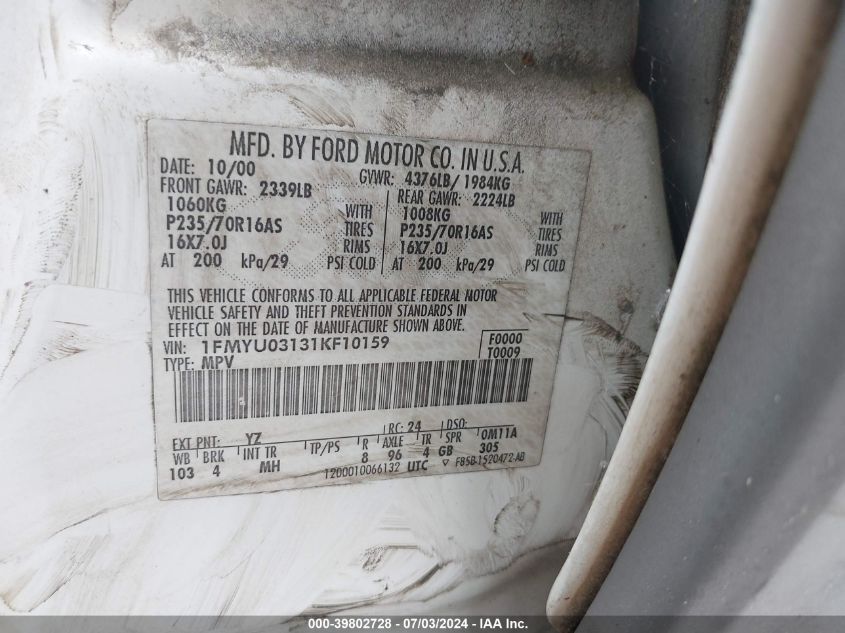 MFD. BY FORD MOTOR CO. IN U.S.A.
DATE: 10/00 GVWR: 4376LB/ 1984KG
FRONT GAWR: 2339LB REAR GAWR: 2224LB
1060KG WITH 1008KG WITH
P235/70R16AS TIRES P235/70R16AS TIRES
16X7.0J RIMS 16X7.0J RIMS
AT 200 kPa/29 PSI COLD AT 200 kPa/29 PSI COLD
THIS VEHICLE CONFORMS TO ALL APPLICABLE FEDERAL MOTOR
VEHICLE SAFETY AND THEFT PREVENTION STANDARDS IN
EFFECT ON THE DATE OF MANUFACTURE SHOWN ABOVE.
VIN: 1FMYU03131KF10159 F0000
TYPE: MPV T0009
EXT PNT: YZ RC: 24 DSO:
WB BRK INT TR TP/PS R AXLE TR SPR 0M11A
103 4 MH 8 96 4 GB 305
1200010066132 UTC ▽ F85B-1520472-AB
000-39802728 - 07/03/2024 - IAA Inc.